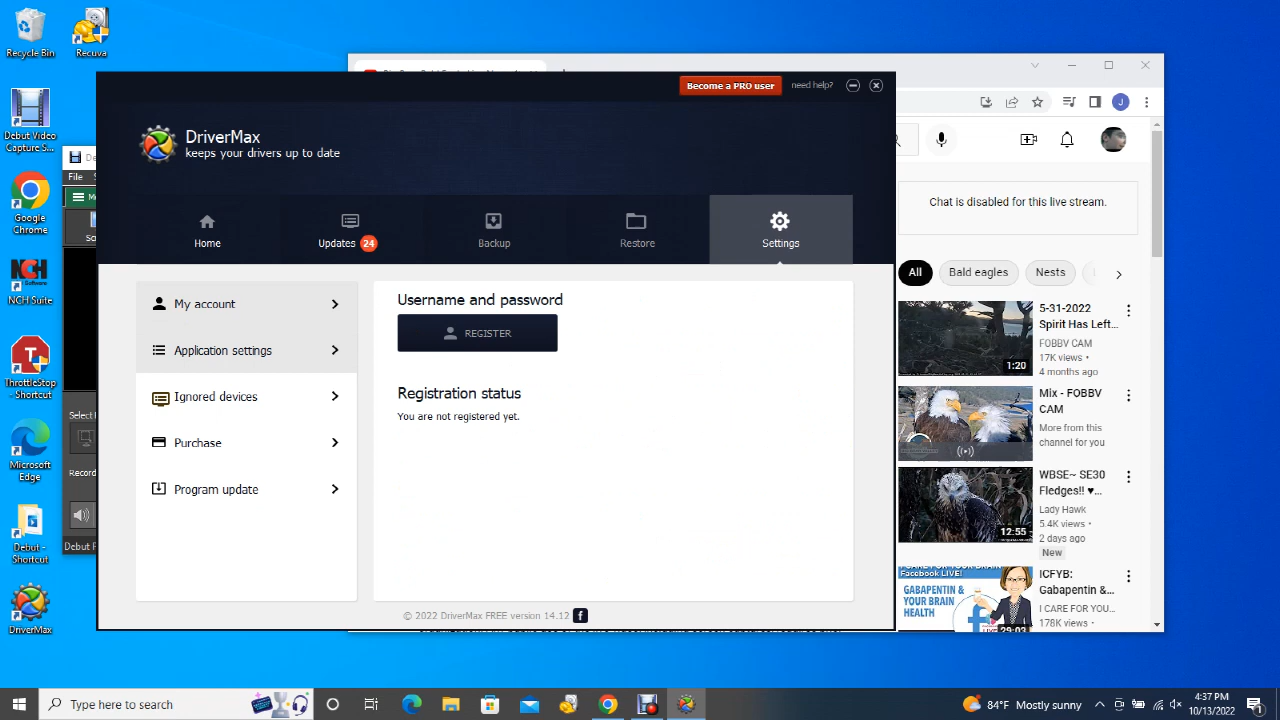 Recycle Bin
Recuva
Debut Video
Capture S...
Google
Chrome
NCH Suite
ThrottleStop
- Shortcut
Microsoft
Edge
Debut -
Shortcut
DriverMax
File
Select
Record
Debut
Become a PRO user
need help?
DriverMax
keeps your drivers up to date
Home
Updates 24
Backup
Restore
Settings
My account
Application settings
Ignored devices
Purchase
Program update
Username and password
REGISTER
Registration status
You are not registered yet.
© 2022 DriverMax FREE version 14.12
J
Chat is disabled for this live stream.
All
Bald eagles
Nests
5-31-2022
Spirit Has Left...
FOBBV CAM
17K views •
4 months ago
1:20
Mix - FOBBV
CAM
More from this
channel for you
WBSE~ SE30
Fledges!! ♥...
Lady Hawk
5.4K views •
2 days ago
New
12:55
ICFYB:
Gabapentin &...
I CARE FOR YOU...
178K views •
Facebook LIVE!
GABAPENTIN &
YOUR BRAIN
HEALTH
29:03
Type here to search
84°F Mostly sunny
4:37 PM
10/13/2022
1